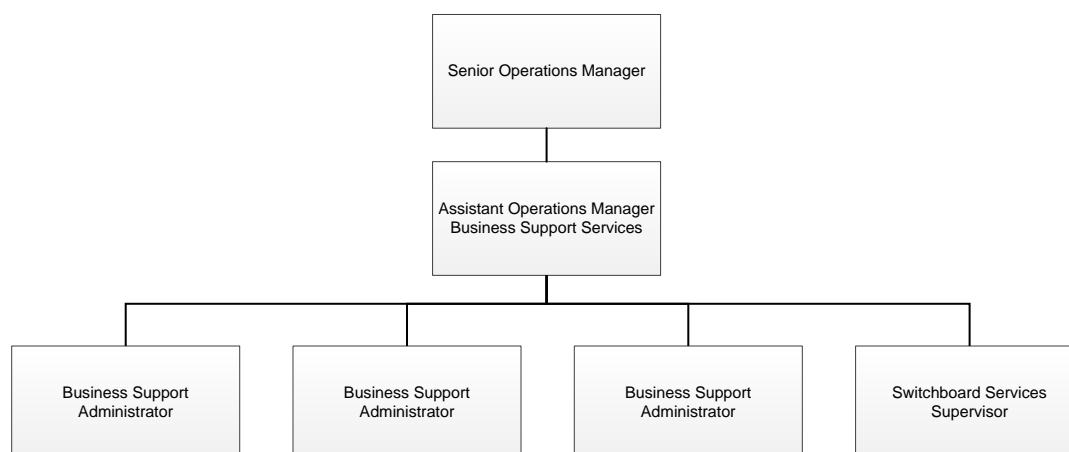 Senior Operations Manager
Assistant Operations Manager
Business Support Services
Business Support
Administrator
Business Support
Administrator
Business Support
Administrator
Switchboard Services
Supervisor